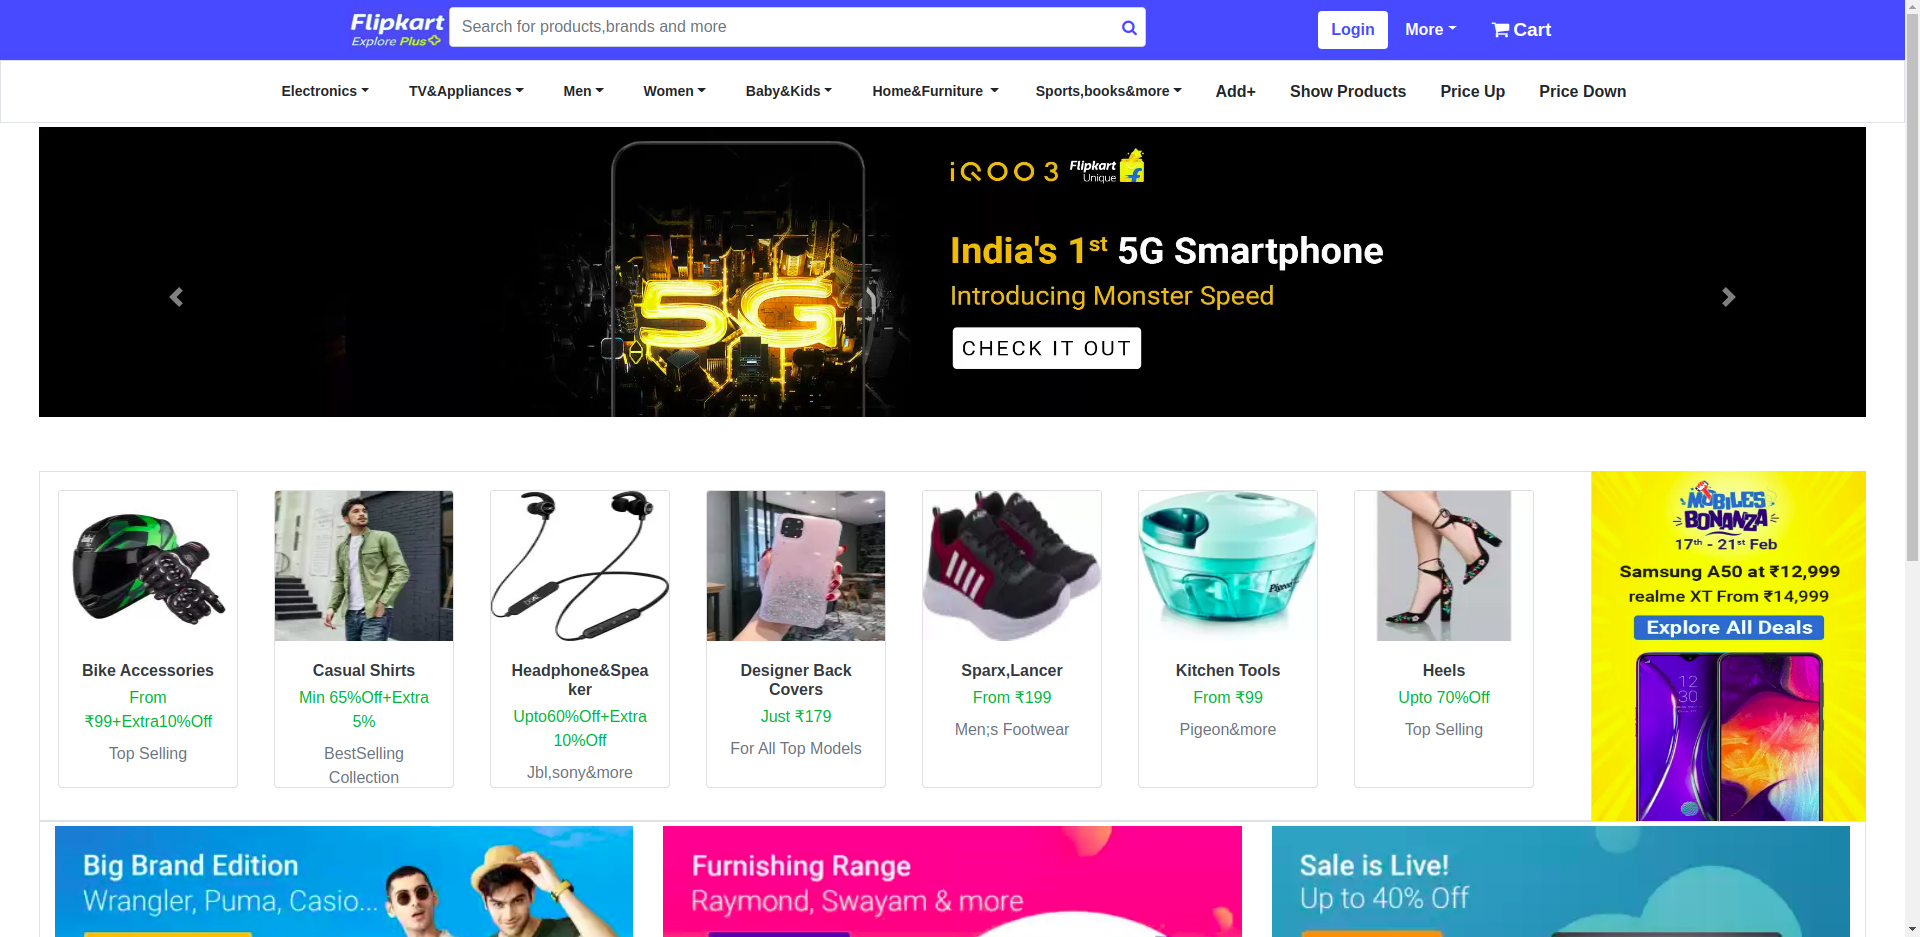 Flipkart
Explore Plus
Search for products,brands and more
Login
More
Cart
Electronics
TV&Appliances
Men
Women
Baby&Kids
Home&Furniture
Sports,books&more
Add+
Show Products
Price Up
Price Down
iQOO 3
Flipkart
Unique
India's 1st 5G Smartphone
Introducing Monster Speed
CHECK IT OUT
5G
Bike Accessories
From
₹99+Extra10%Off
Top Selling
Casual Shirts
Min 65%Off+Extra
5%
BestSelling
Collection
Headphone&Spea
ker
Upto60%Off+Extra
10%Off
Jbl,sony&more
Designer Back
Covers
Just ₹179
For All Top Models
Sparx,Lancer
From ₹199
Men;s Footwear
Pigeon
Kitchen Tools
From ₹99
Pigeon&more
Heels
Upto 70%Off
Top Selling
MOBILES
BONANZA
17th - 21st Feb
Samsung A50 at ₹12,999
realme XT From ₹14,999
Explore All Deals
12
30
Big Brand Edition
Wrangler, Puma, Casio...
Furnishing Range
Raymond, Swayam & more
Sale is Live!
Up to 40% Off